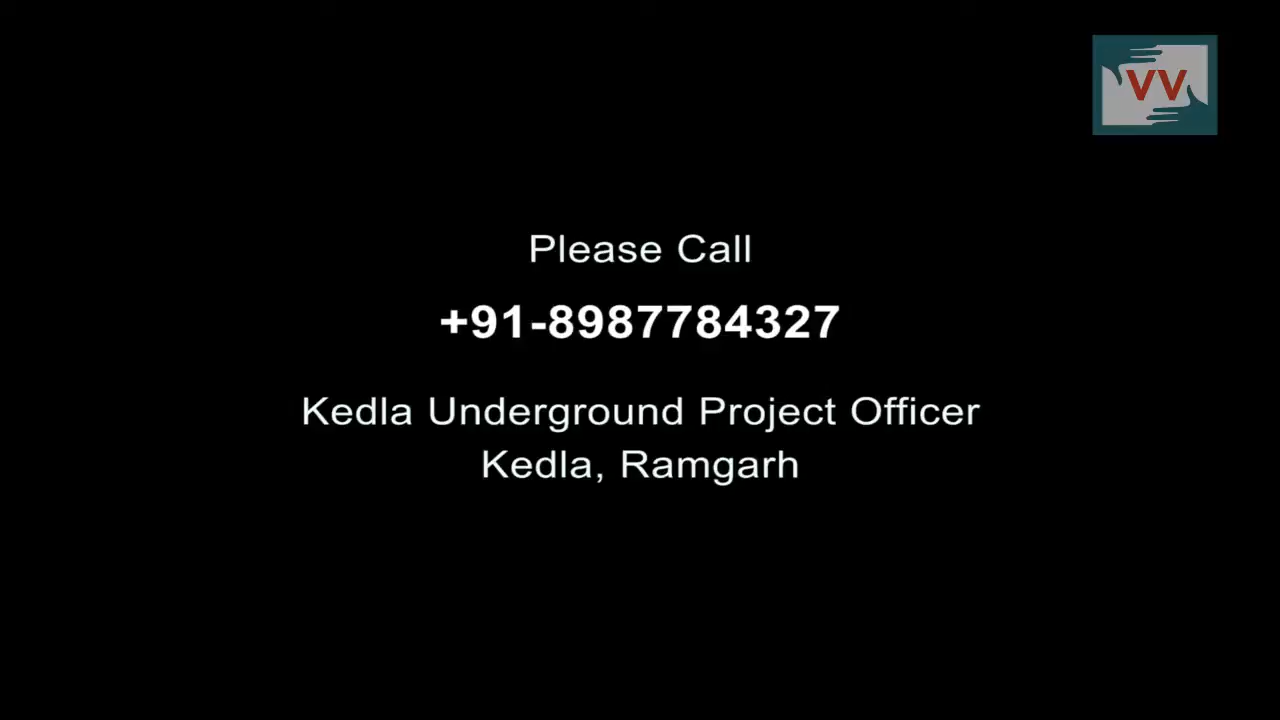 VV
Please Call
+91-8987784327
Kedla Underground Project Officer
Kedla, Ramgarh